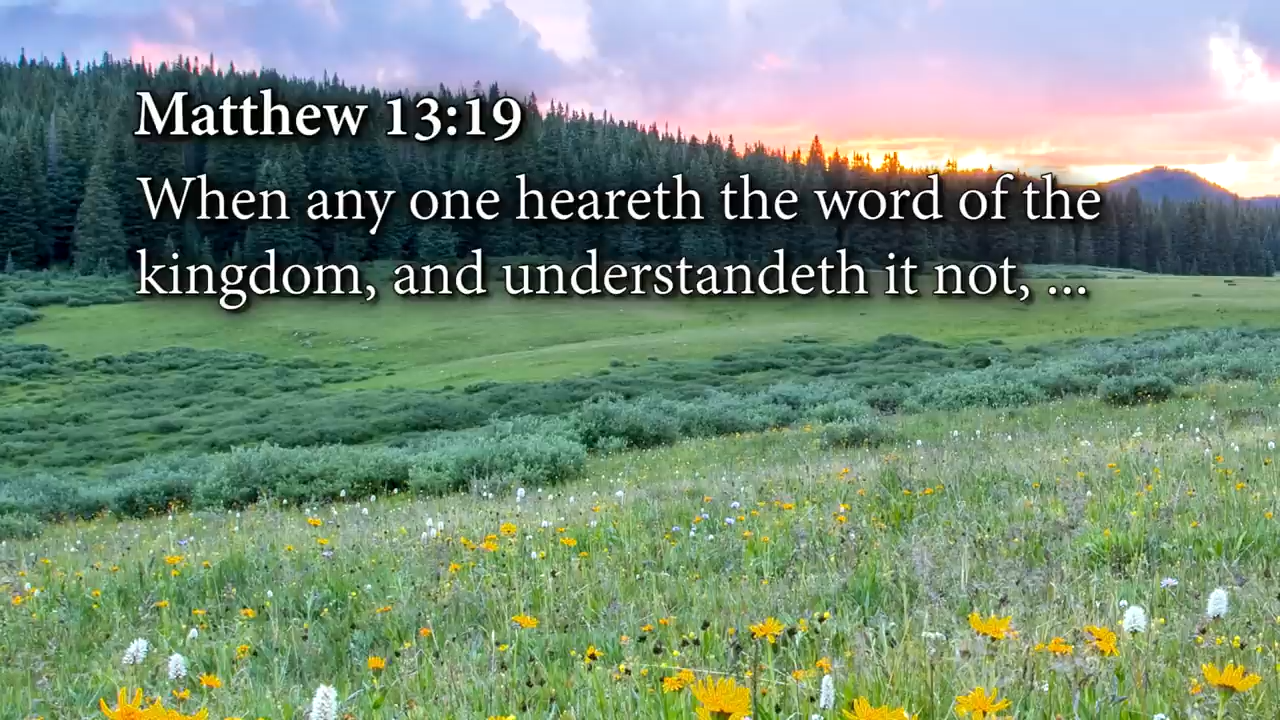 Matthew 13:19
When any one heareth the word of the
kingdom, and understandeth it not, ...